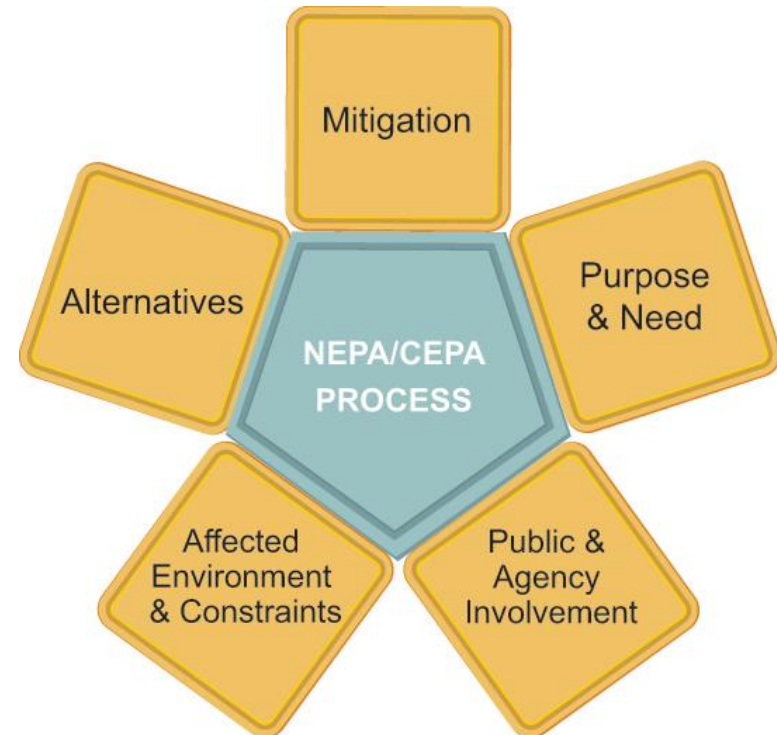 Mitigation
Purpose
& Need
Alternatives
NEPA/CEPA
PROCESS
Affected
Environment
& Constraints
Public &
Agency
Involvement